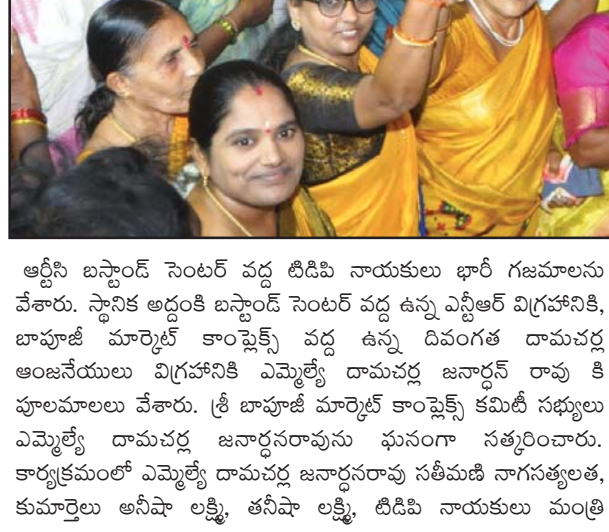 ఆర్టీసి బస్టాండ్ సెంటర్ వద్ద టిడిపి నాయకులు భారీ గజమాలను
వేశారు. స్థానిక అద్దంకి బస్టాండ్ సెంటర్ వద్ద ఉన్న ఎన్టీఆర్ విగ్రహానికి,
బాపూజీ మార్కెట్ కాంప్లెక్స్ వద్ద ఉన్న దివంగత దామచర్ల
ఆంజనేయులు విగ్రహానికి ఎమ్మెల్యే దామచర్ల జనార్ధన్ రావు కి
పూలమాలలు వేశారు. శ్రీ బాపూజీ మార్కెట్ కాంప్లెక్స్ కమిటీ సభ్యులు
ఎమ్మెల్యే దామచర్ల జనార్ధనరావును ఘనంగా సత్కరించారు.
కార్యక్రమంలో ఎమ్మెల్యే దామచర్ల జనార్ధనరావు సతీమణి నాగసత్యలత,
కుమార్తెలు అనీషా లక్ష్మి, తనీషా లక్ష్మి, టిడిపి నాయకులు మంత్రి